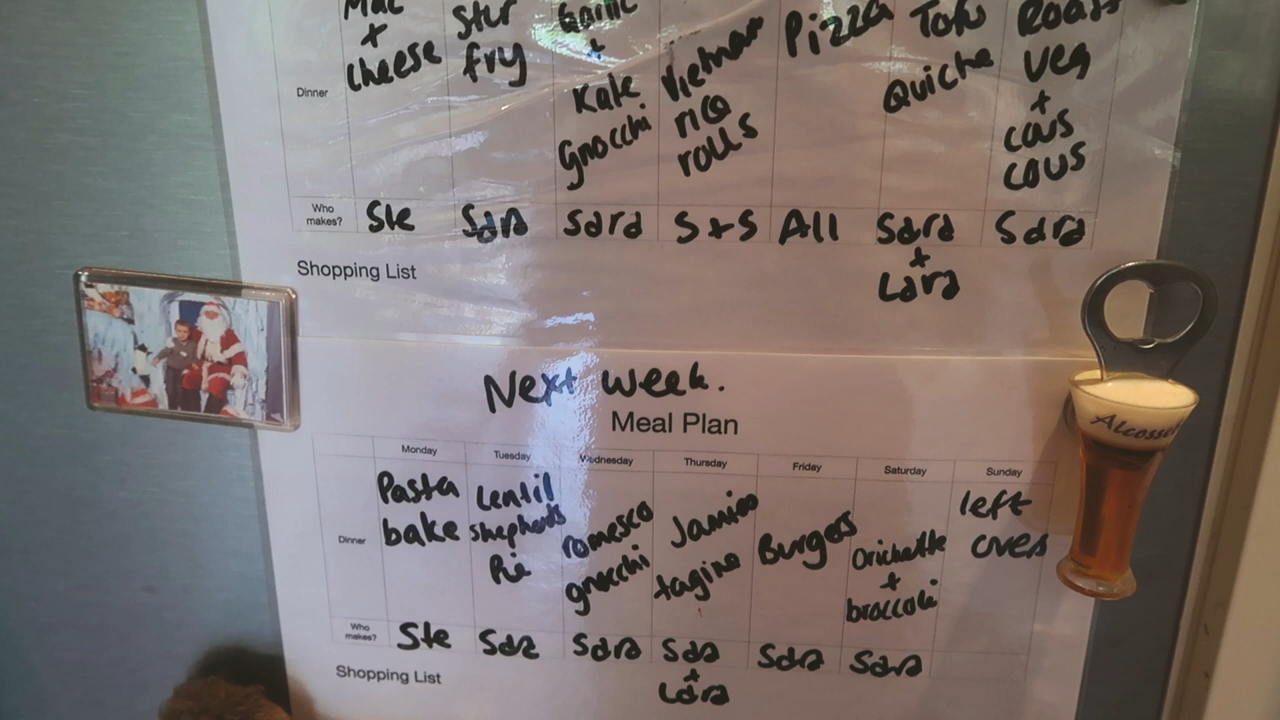 Mac Stir Garlic Vietnam Pizza Tofu Roast
+ fry + rice Quiche veg
cheese Kale rolls +
Gnocchi cous
cous
Dinner
Who makes? Ste Sara Sara S+S All Sara + Lara Sara
Shopping List
Next week.
Meal Plan
Monday Tuesday Wednesday Thursday Friday Saturday Sunday
Dinner
Pasta bake
Lentil shepherds Pie
romesco gnocchi
Jamies tagine
Burgers
Orichette + broccoli
left overs
Who makes? Ste Sara Sara Sara + Lara Sara Sara
Shopping List